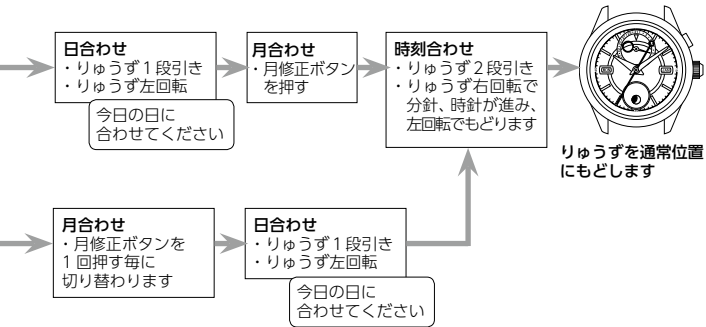 日合わせ
・りゅうず1段引き
・りゅうず左回転
今日の日に
合わせてください
月合わせ
・月修正ボタン
を押す
時刻合わせ
・りゅうず2段引き
・りゅうず右回転で
分針、時針が進み、
左回転でもどります
りゅうずを通常位置
にもどします
月合わせ
・月修正ボタンを
1回押す毎に
切り替わります
日合わせ
・りゅうず1段引き
・りゅうず左回転
今日の日に
合わせてください